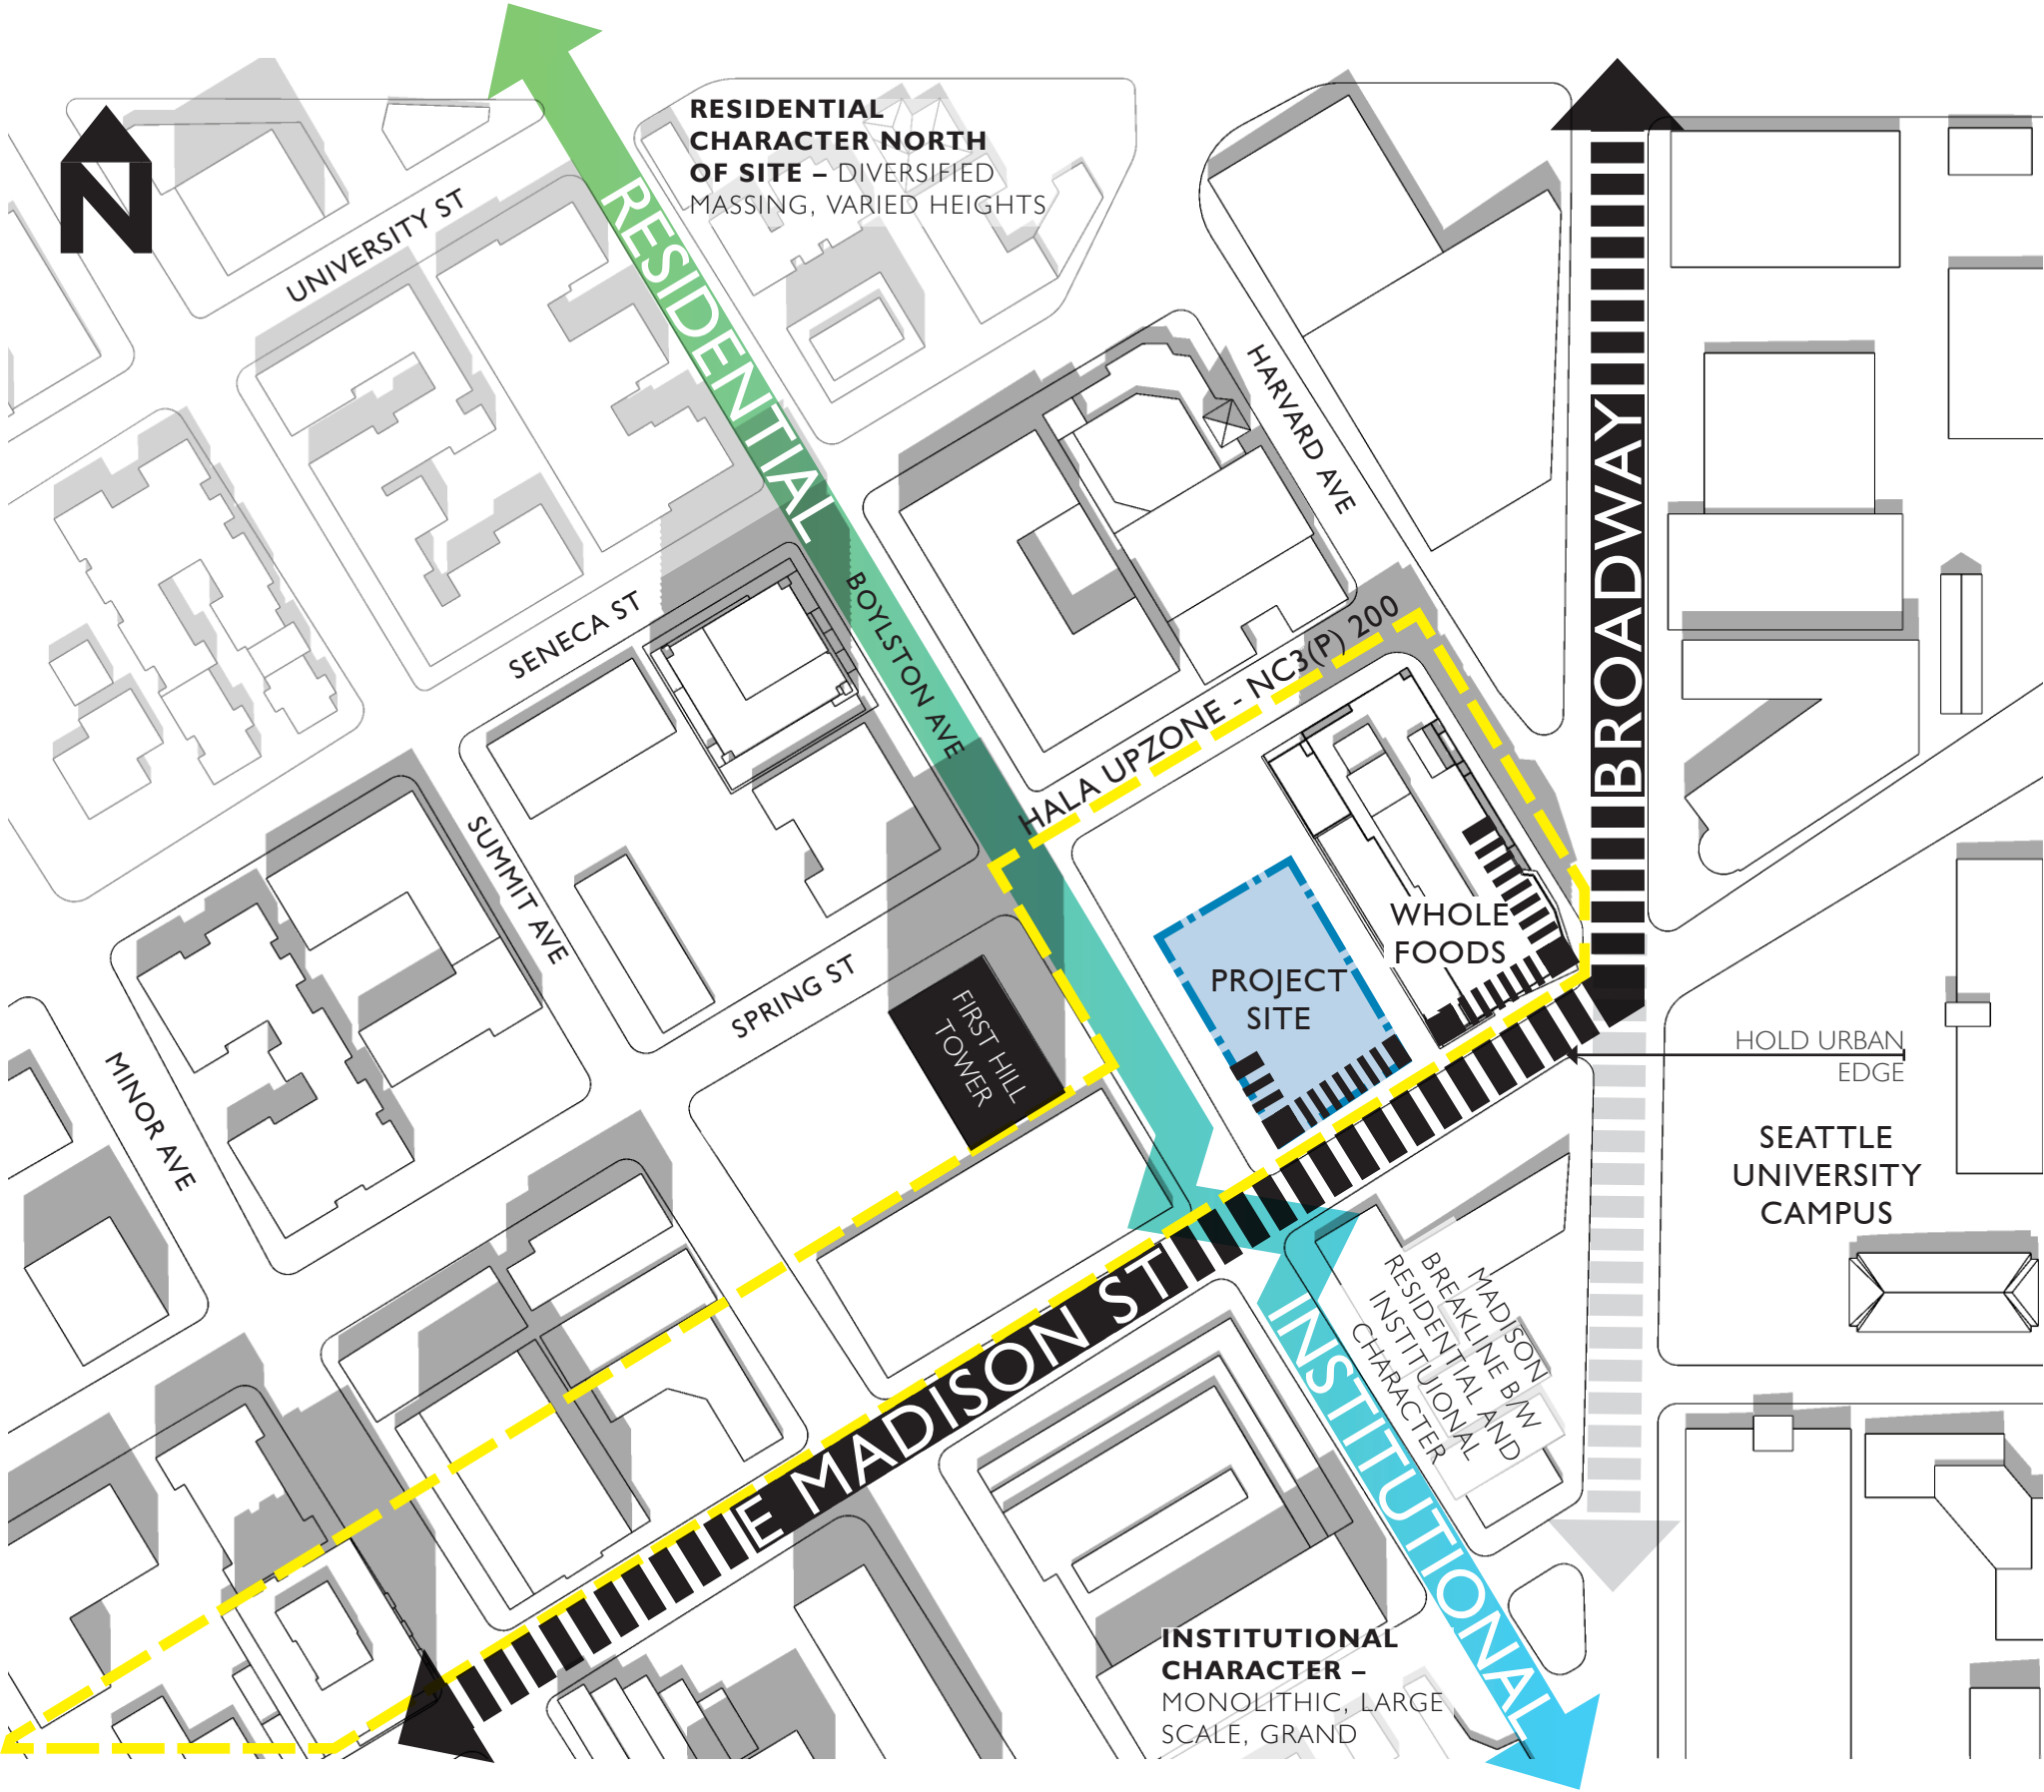 N
RESIDENTIAL
CHARACTER NORTH
OF SITE – DIVERSIFIED
MASSING, VARIED HEIGHTS
UNIVERSITY ST
RESIDENTIAL
HARVARD AVE
BROADWAY
SENECA ST
BOYLSTON AVE
HALA UPZONE - NC3(P) 200
SUMMIT AVE
WHOLE
FOODS
PROJECT
SITE
SPRING ST
FIRST HILL
TOWER
MINOR AVE
HOLD URBAN
EDGE
SEATTLE
UNIVERSITY
CAMPUS
E MADISON ST
MADISON
BREAKLINE B/W
RESIDENTIAL AND
INSTITUIONAL
CHARACTER
INSTITUTIONAL
INSTITUTIONAL
CHARACTER –
MONOLITHIC, LARGE
SCALE, GRAND